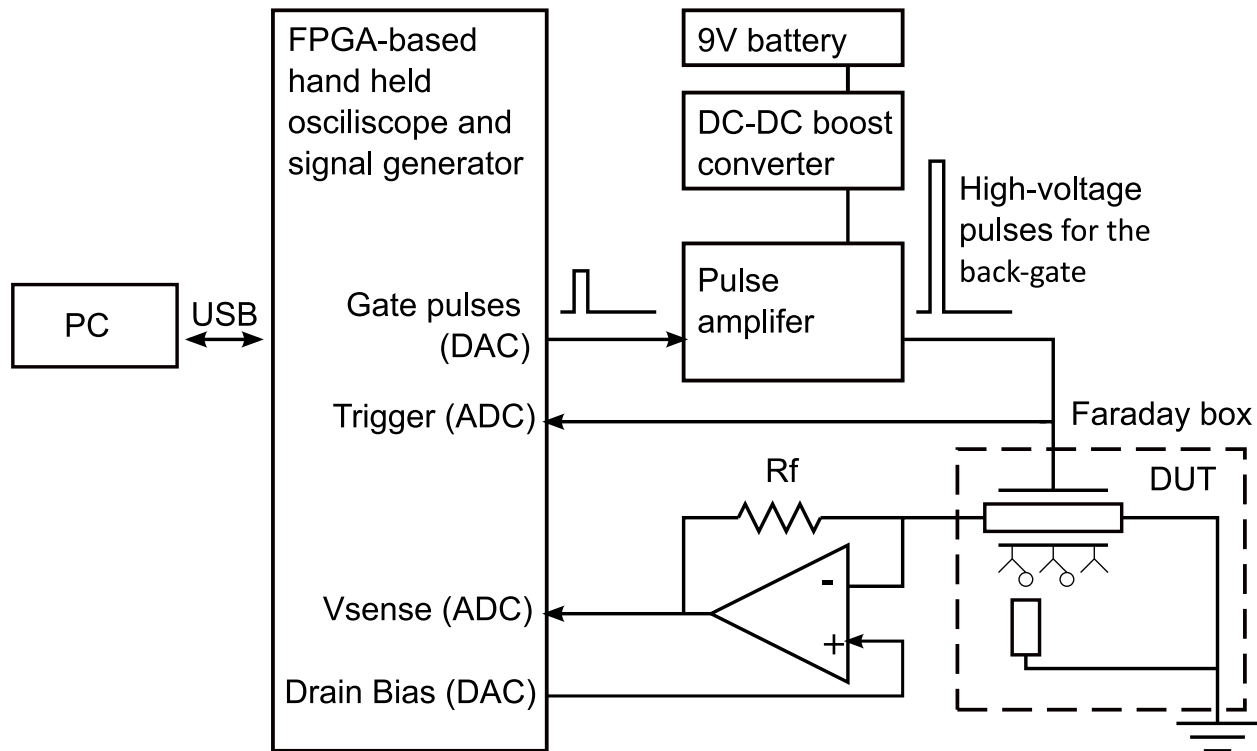 FPGA-based
hand held
osciliscope and
signal generator
9V battery
DC-DC boost
converter
High-voltage
pulses for the
back-gate
Pulse
amplifer
PC
USB
Gate pulses
(DAC)
Trigger (ADC)
Faraday box
DUT
Rf
-
+
Vsense (ADC)
Drain Bias (DAC)